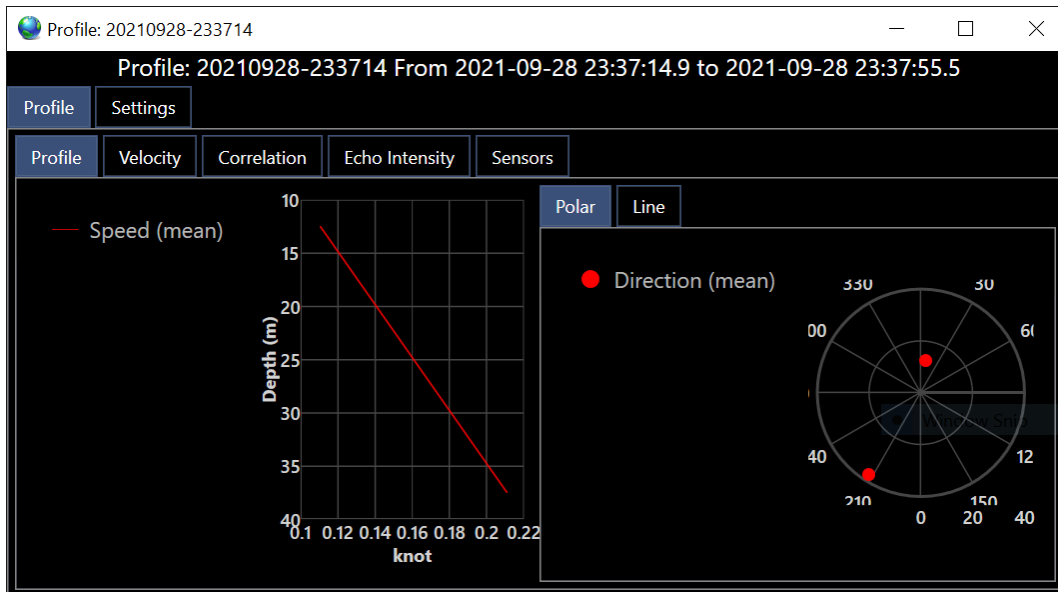 Profile: 20210928-233714
Profile: 20210928-233714 From 2021-09-28 23:37:14.9 to 2021-09-28 23:37:55.5
Profile Settings
Profile Velocity Correlation Echo Intensity Sensors
Speed (mean)
10
15
20
25
30
35
40
Depth (m)
0.1 0.12 0.14 0.16 0.18 0.2 0.22
knot
Polar Line
Direction (mean)
330 30
00 60
Window Snip
40 12
210 150
0 20 40